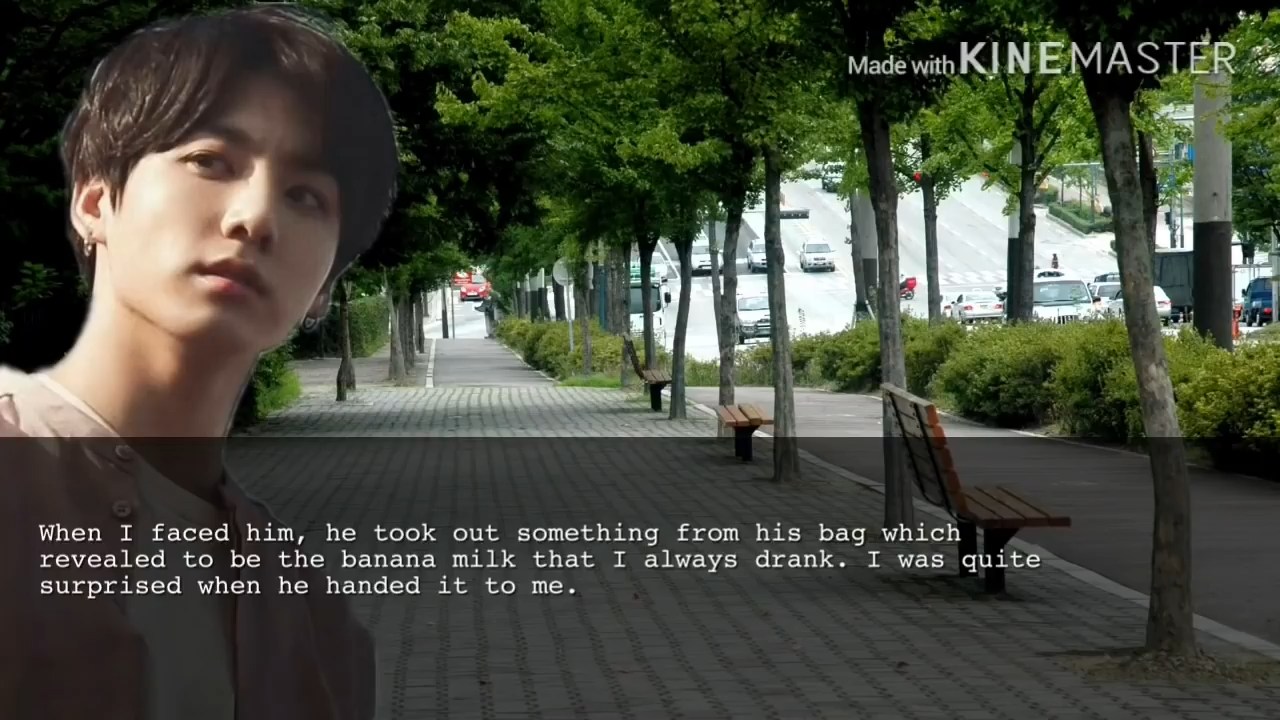 Made with KINEMASTER
When I faced him, he took out something from his bag which
revealed to be the banana milk that I always drank. I was quite
surprised when he handed it to me.